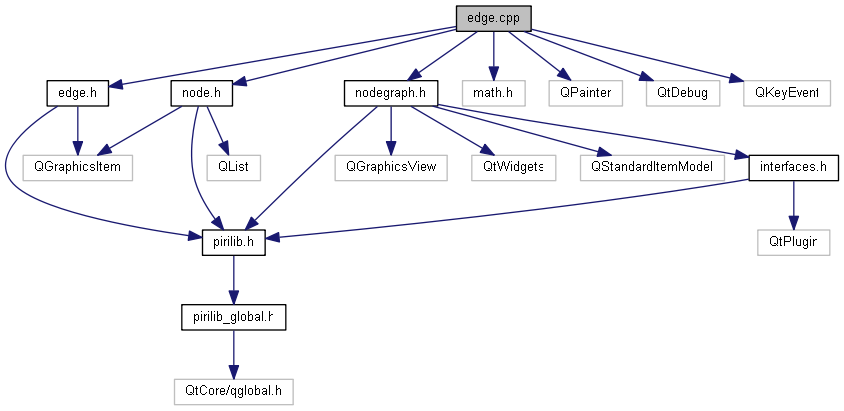 edge.cpp
edge.h
node.h
nodegraph.h
math.h
QPainter
QtDebug
QKeyEvent
QGraphicsItem
QList
QGraphicsView
QtWidgets
QStandardItemModel
interfaces.h
pirilib.h
QtPlugin
pirilib_global.h
QtCore/qglobal.h